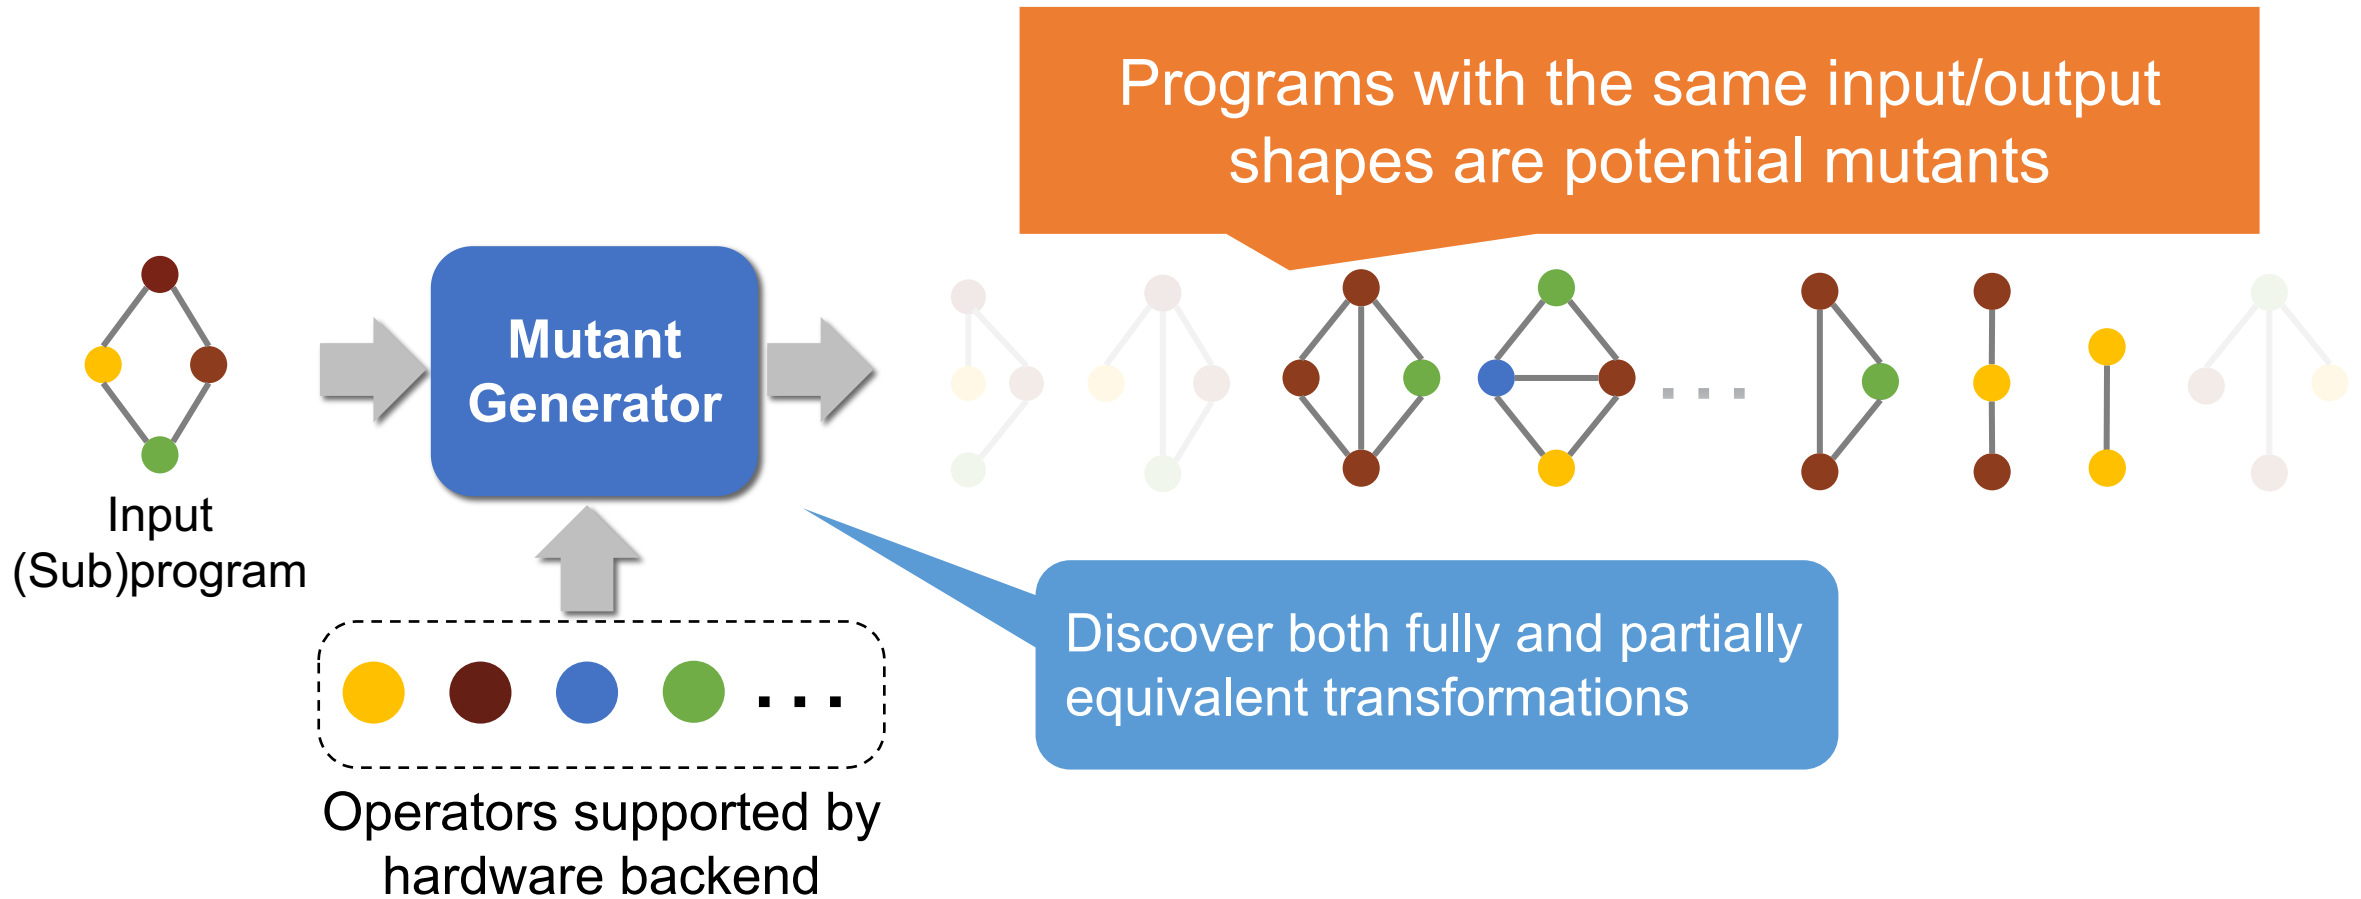 Programs with the same input/output
shapes are potential mutants
Mutant
Generator
Input
(Sub)program
Discover both fully and partially
equivalent transformations
Operators supported by
hardware backend